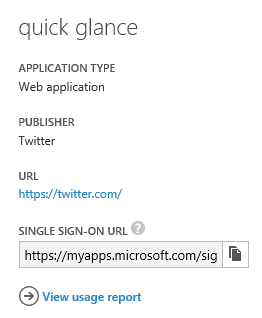 quick glance
APPLICATION TYPE
Web application
PUBLISHER
Twitter
URL
https://twitter.com/
SINGLE SIGN-ON URL ?
https://myapps.microsoft.com/sig
View usage report